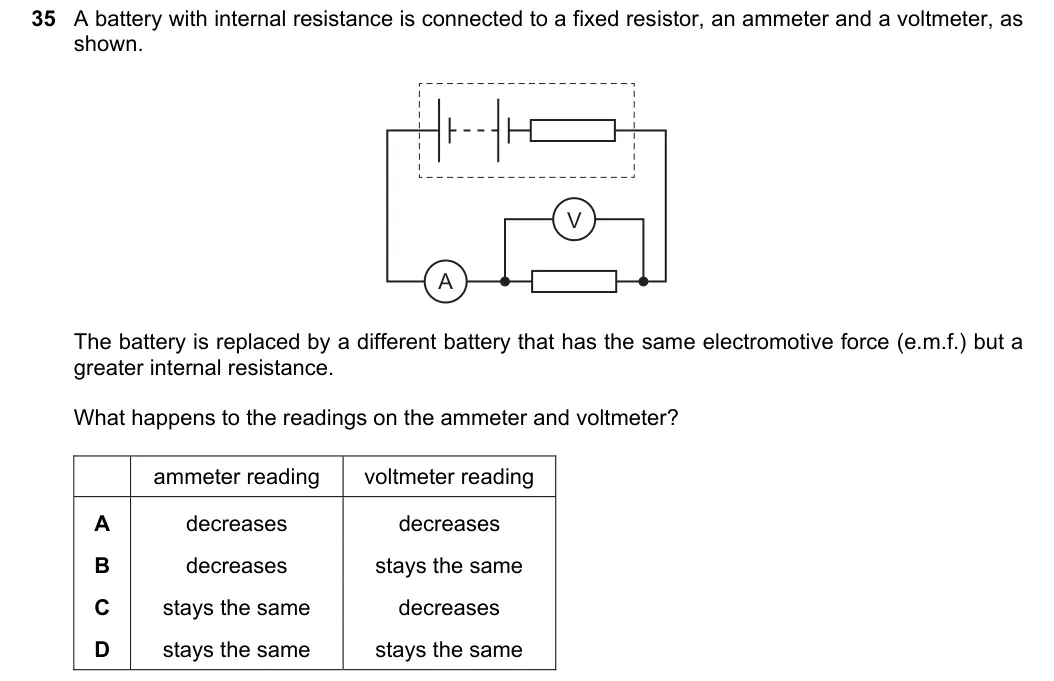 35 A battery with internal resistance is connected to a fixed resistor, an ammeter and a voltmeter, as
shown.
V
A
The battery is replaced by a different battery that has the same electromotive force (e.m.f.) but a
greater internal resistance.
What happens to the readings on the ammeter and voltmeter?
ammeter reading voltmeter reading
A decreases decreases
B decreases stays the same
C stays the same decreases
D stays the same stays the same